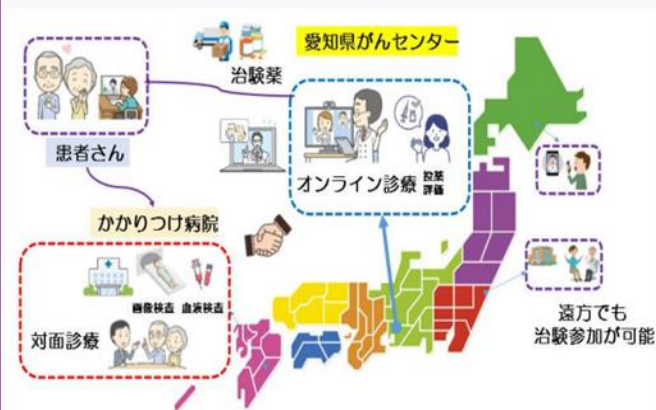 愛知県がんセンター
治験薬
患者さん
オンライン診療
投薬
評価
かかりつけ病院
画像検査
血液検査
対面診療
遠方でも
治験参加が可能